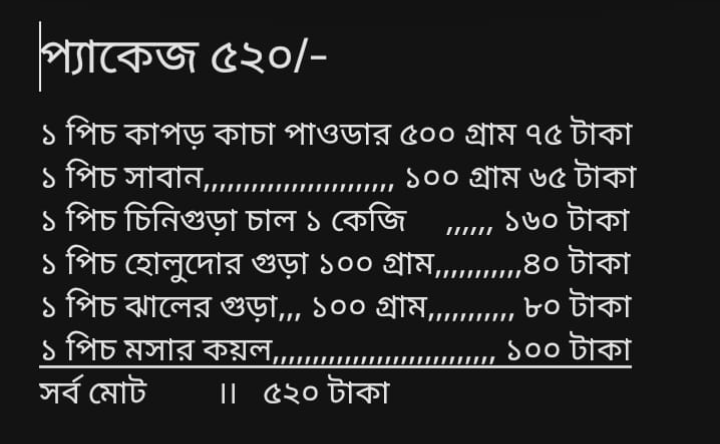 প্যাকেজ ৫২০/-
১ পিচ কাপড় কাচা পাওডার ৫০০ গ্রাম ৭৫ টাকা
১ পিচ সাবান,,,,,,,,,,,,,,,,,,,,,,,, ১০০ গ্রাম ৬৫ টাকা
১ পিচ চিনিগুড়া চাল ১ কেজি ,,,,,, ১৬০ টাকা
১ পিচ হোলুদোর গুড়া ১০০ গ্রাম,,,,,,,,,,,৪০ টাকা
১ পিচ ঝালের গুড়া,,, ১০০ গ্রাম,,,,,,,,,,, ৮০ টাকা
১ পিচ মসার কয়ল,,,,,,,,,,,,,,,,,,,,,,,,,,,, ১০০ টাকা
সর্ব মোট ।। ৫২০ টাকা